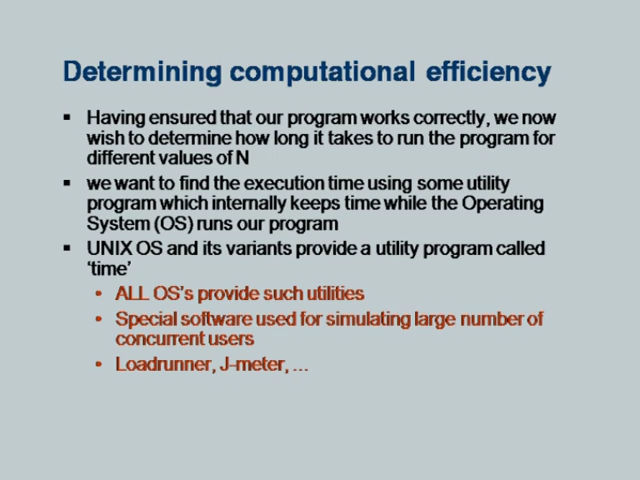 Determining computational efficiency
▪ Having ensured that our program works correctly, we now
wish to determine how long it takes to run the program for
different values of N
▪ we want to find the execution time using some utility
program which internally keeps time while the Operating
System (OS) runs our program
▪ UNIX OS and its variants provide a utility program called
‘time’
• ALL OS’s provide such utilities
• Special software used for simulating large number of
concurrent users
• Loadrunner, J-meter, ...